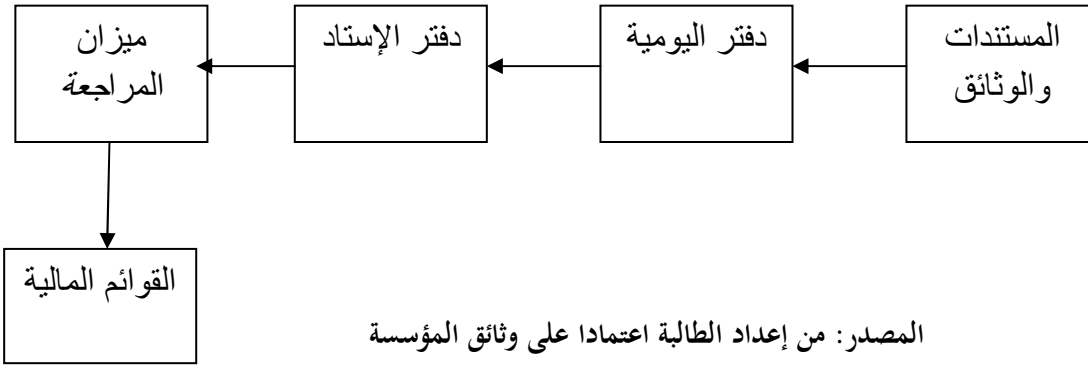 المستندات
والوثائق
دفتر اليومية
دفتر الإستاد
ميزان
المراجعة
القوائم المالية
المصدر: من إعداد الطالبة اعتمادا على وثائق المؤسسة